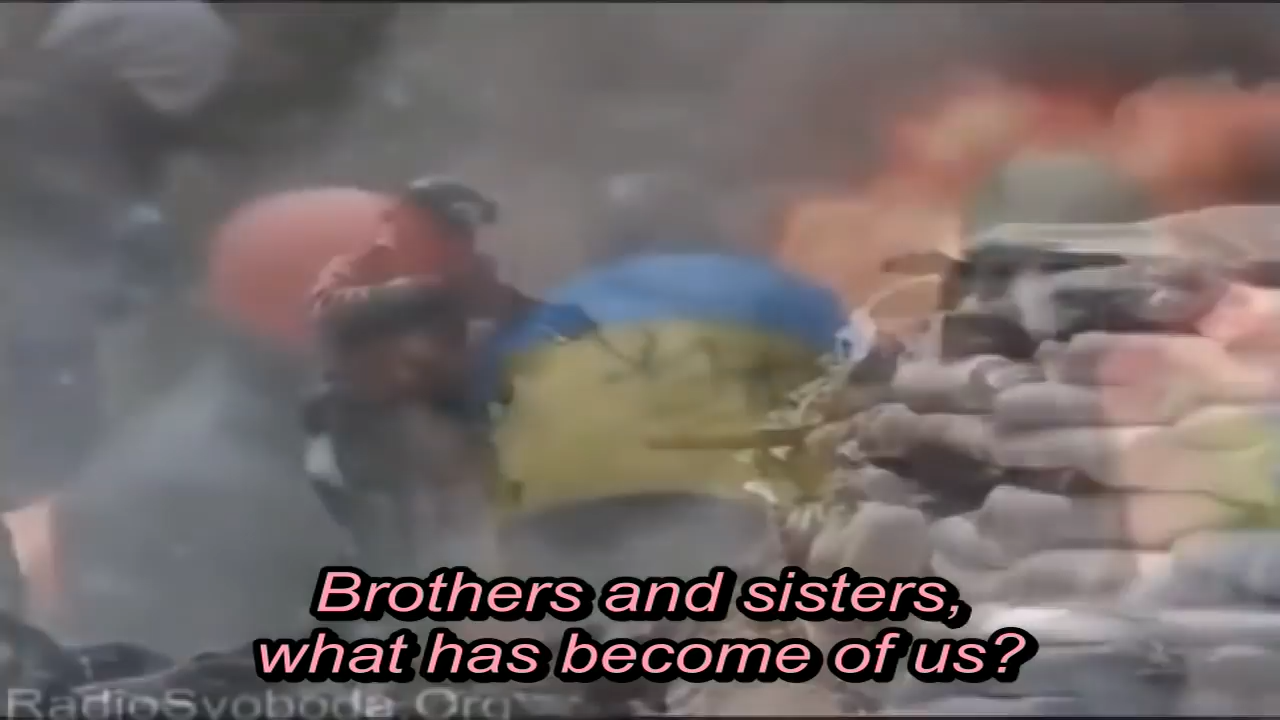 Brothers and sisters,
what has become of us?
RadioSvoboda.Org